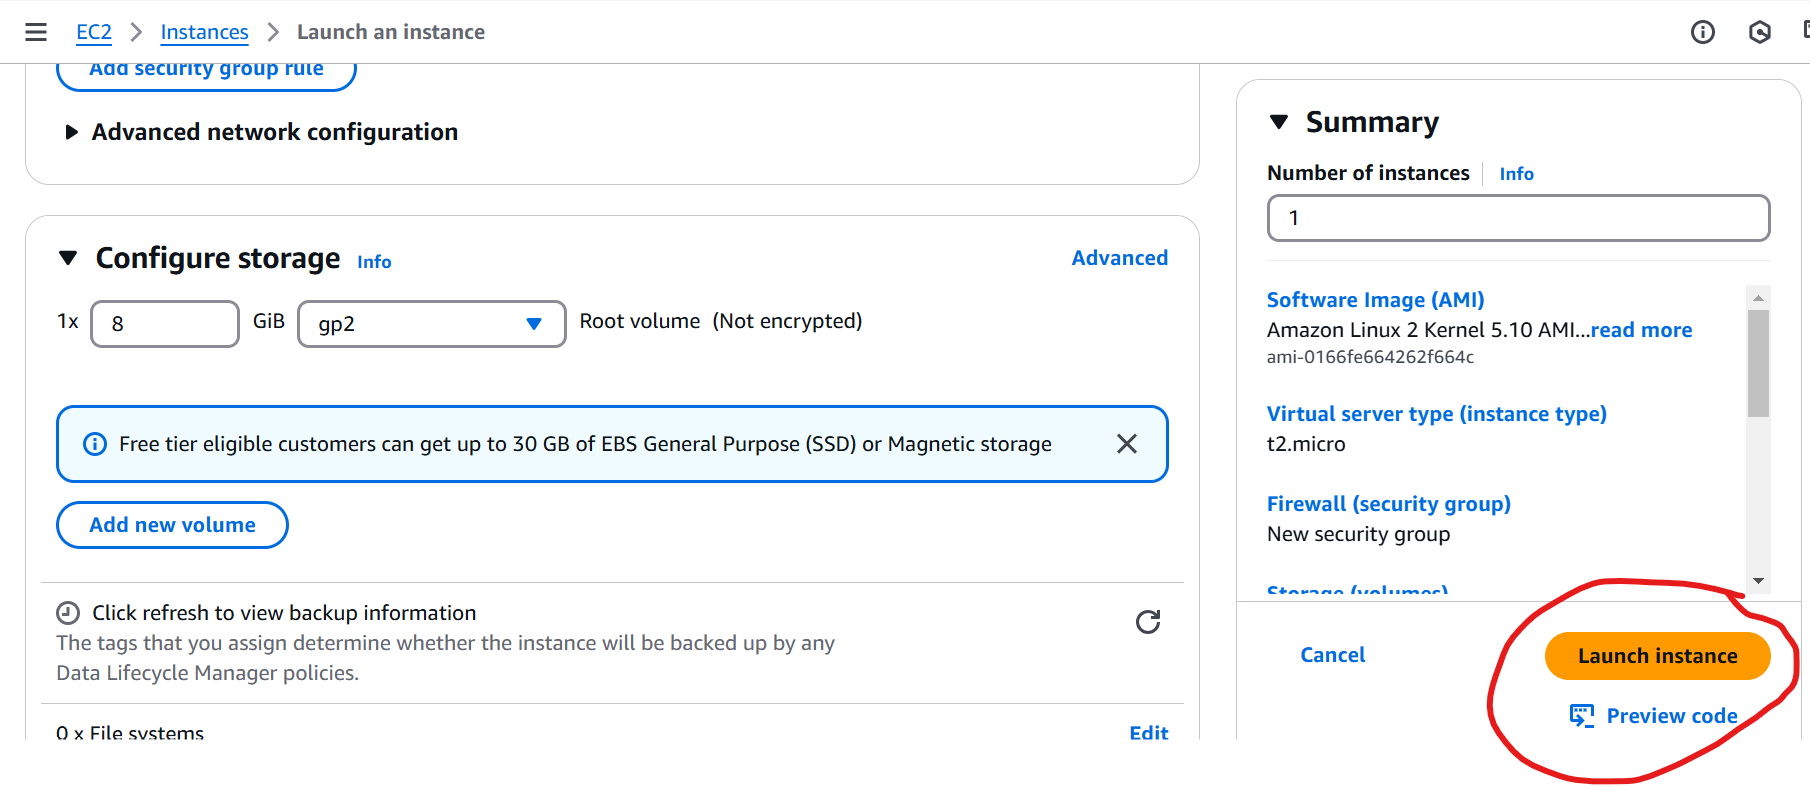 EC2 > Instances > Launch an instance
Add security group rule
Advanced network configuration
Configure storage Info Advanced
1x 8 GiB gp2 Root volume (Not encrypted)
Free tier eligible customers can get up to 30 GB of EBS General Purpose (SSD) or Magnetic storage
Add new volume
Click refresh to view backup information
The tags that you assign determine whether the instance will be backed up by any
Data Lifecycle Manager policies.
0 x File systems Edit
Summary
Number of instances Info
1
Software Image (AMI)
Amazon Linux 2 Kernel 5.10 AMI...read more
ami-0166fe664262f664c
Virtual server type (instance type)
t2.micro
Firewall (security group)
New security group
Storage (volumes)
Cancel Launch instance
Preview code